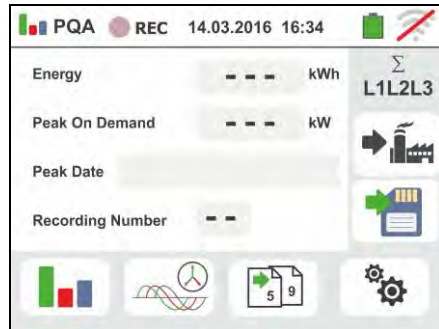 PQA REC 14.03.2016 16:34
Energy --- kWh
Σ
L1L2L3
Peak On Demand --- kW
Peak Date
Recording Number --
5 9